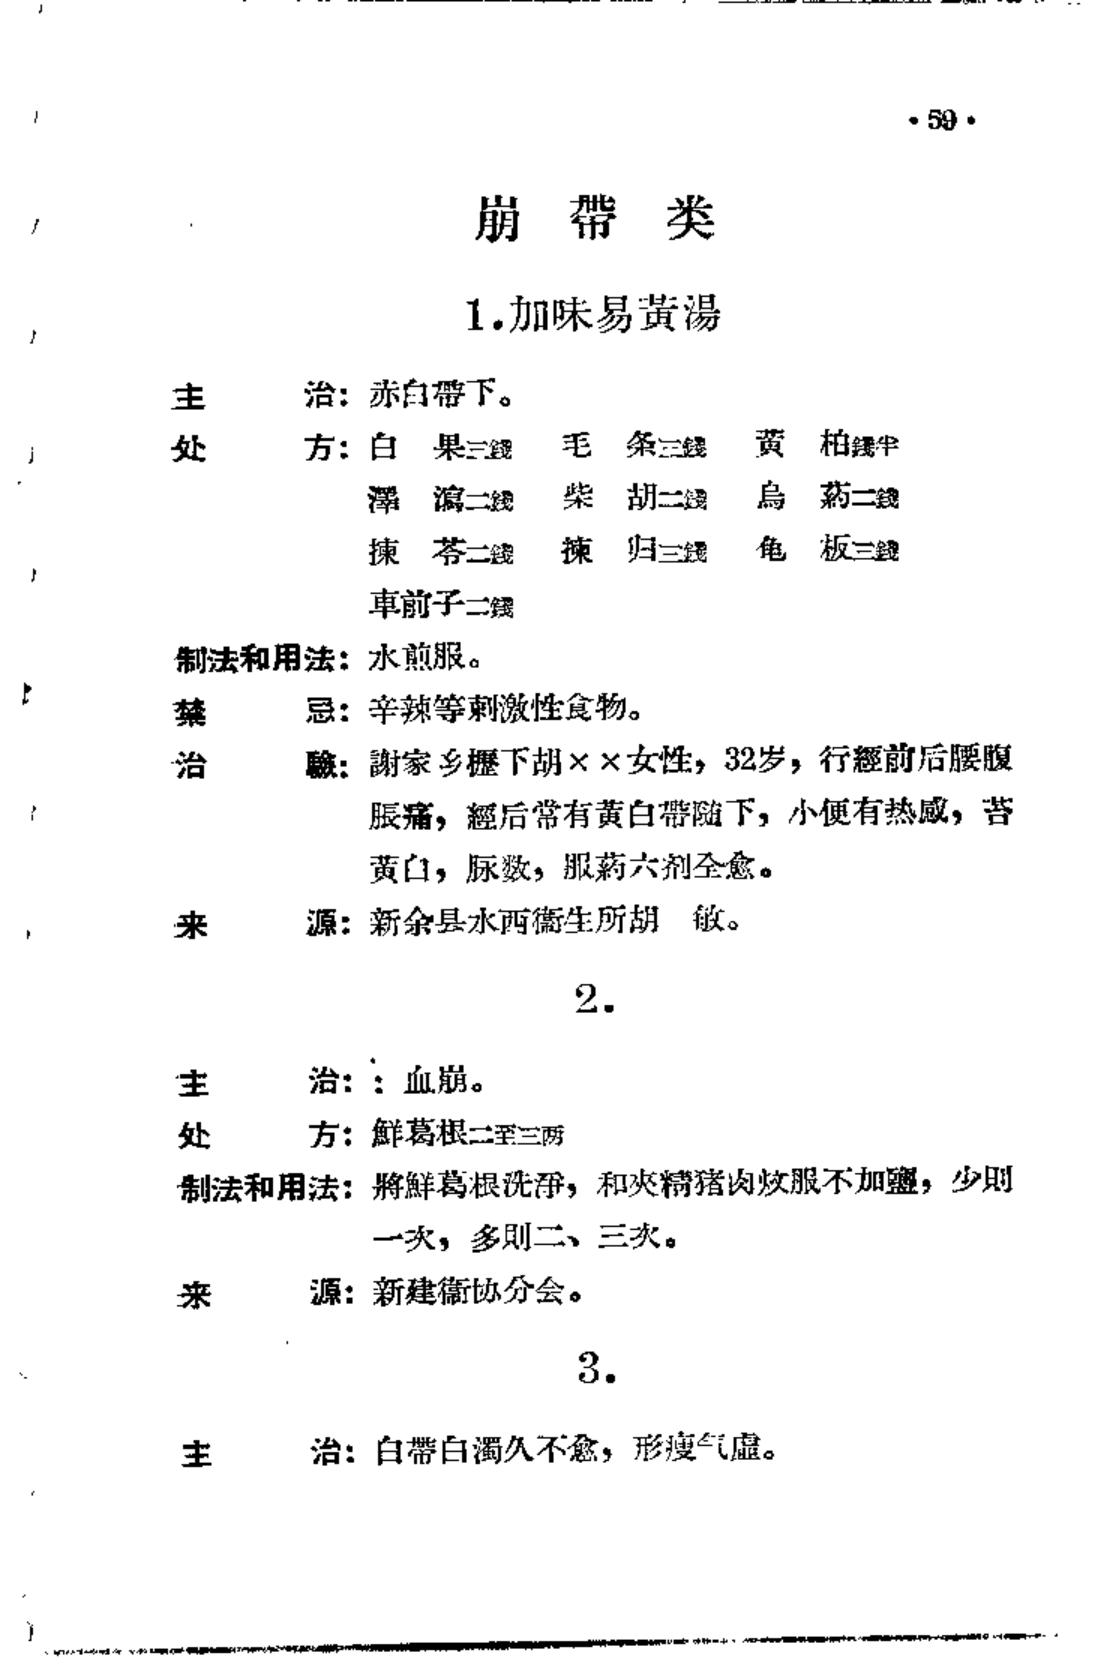 ·59·
崩 帶 类
1.加味易黃湯
主 治：赤白帶下。
处 方：白 果三錢 毛 条三錢 黄 柏錢半
澤 瀉二錢 柴 胡二錢 烏 葯二錢
揀 苓二錢 揀 归三錢 龟 板三錢
車前子二錢
制法和用法：水煎服。
禁 忌：辛辣等刺激性食物。
治 驗：謝家乡櫪下胡××女性，32岁，行經前后腰腹
脹痛，經后常有黃白帶隨下，小便有热感，苔
黄白，脉数，服葯六剂全愈。
来 源：新余县水西衞生所胡 敏。
2.
主 治：：血崩。
处 方：鮮葛根二至三两
制法和用法：將鮮葛根洗淨，和夾精猪肉炆服不加鹽，少則
一次，多則二、三次。
来 源：新建衞协分会。
3.
主 治：白帶白濁久不愈，形瘦气虛。